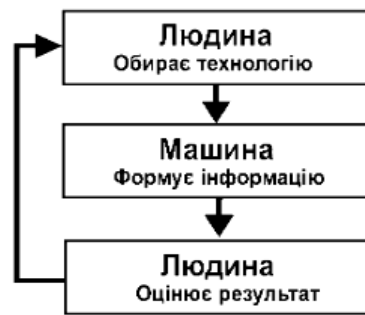 Людина
Обирає технологію
Машина
Формує інформацію
Людина
Оцінює результат